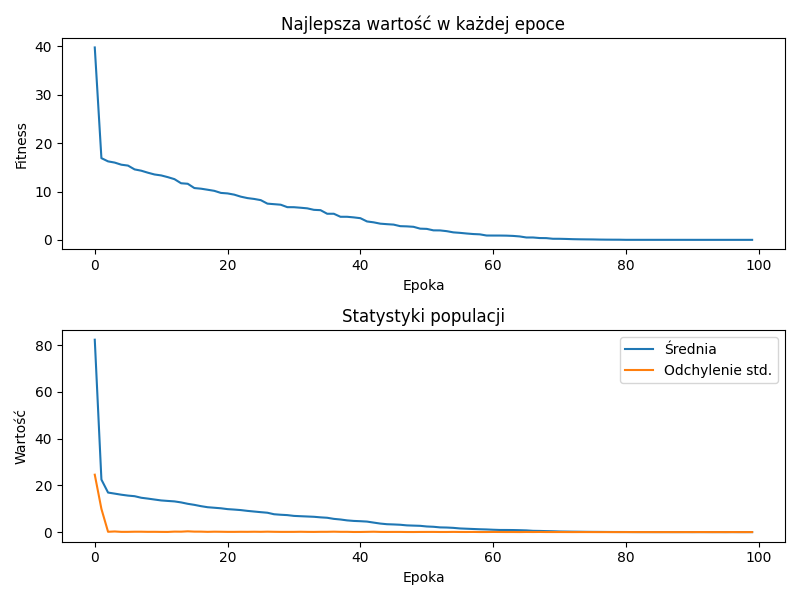 Najlepsza wartość w każdej epoce
40
30
20
10
0
Fitness
0 20 40 60 80 100
Epoka
Statystyki populacji
80
60
40
20
0
Wartość
Średnia
Odchylenie std.
0 20 40 60 80 100
Epoka